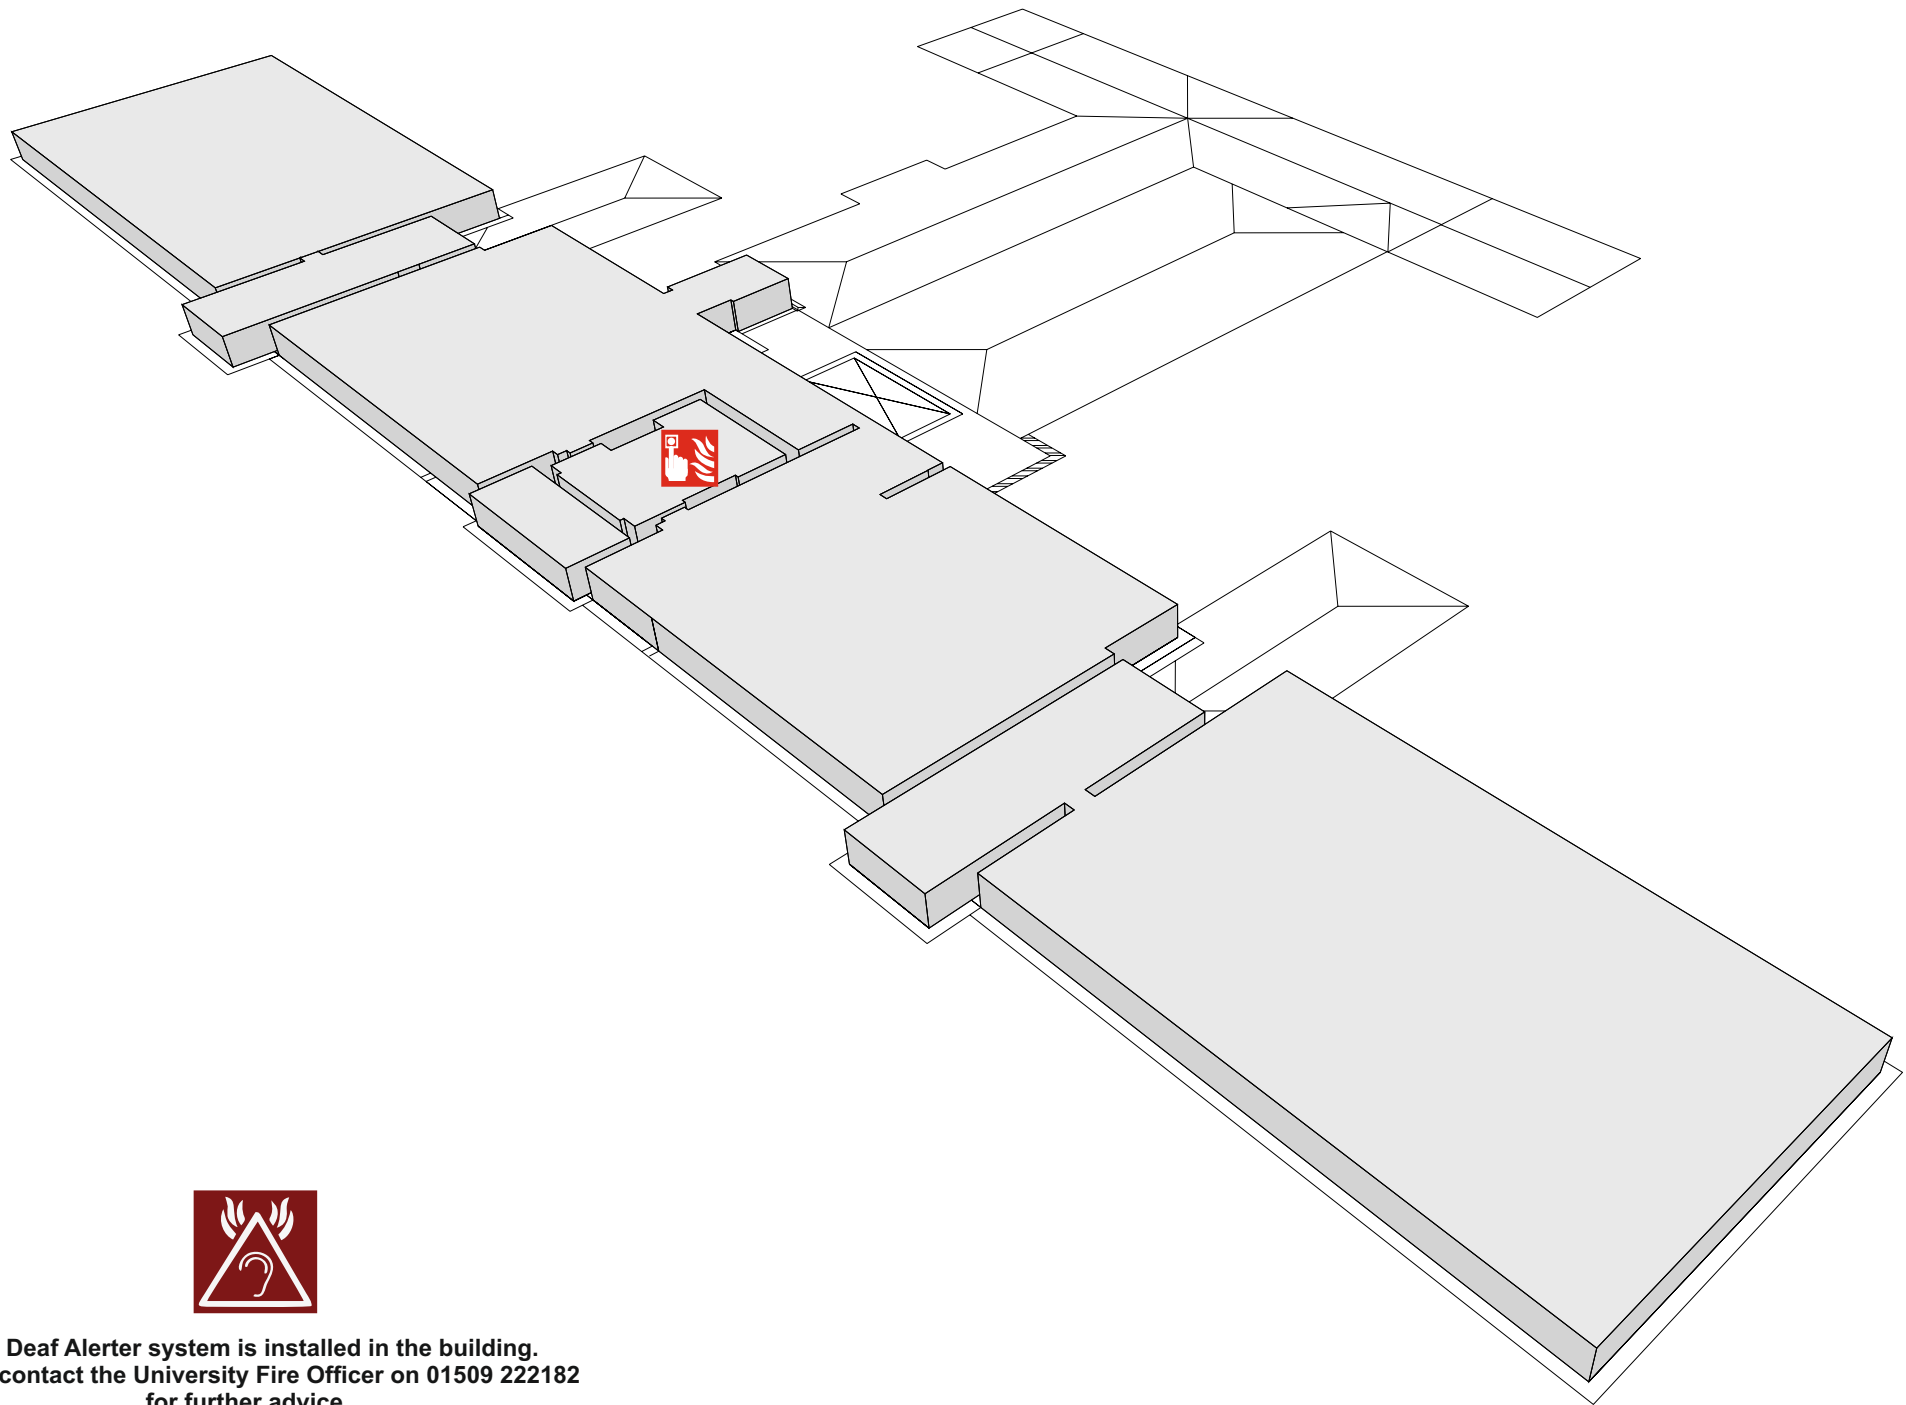 Deaf Alerter system is installed in the building.
contact the University Fire Officer on 01509 222182
for further advice